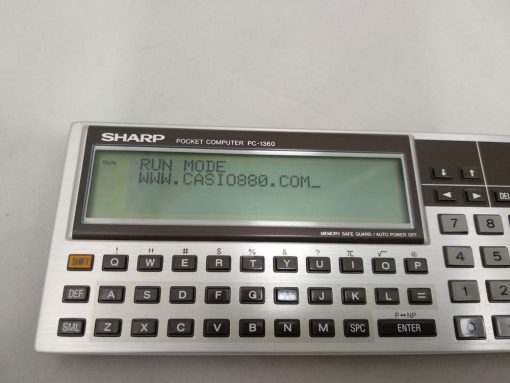 SHARP POCKET COMPUTER PC-1360
RUN RUN MODE
WWW.CASIO880.COM_
MEMORY SAFE GUARD / AUTO POWER OFF
↓ ↑
◄ ► DEL
! " # $ % & ? π √ @
SHIFT Q W E R T Y U I O P
DEF A S D F G J K L =
SML Z X C V B N M SPC ENTER
P↔NP
7 8
4 5
1 2